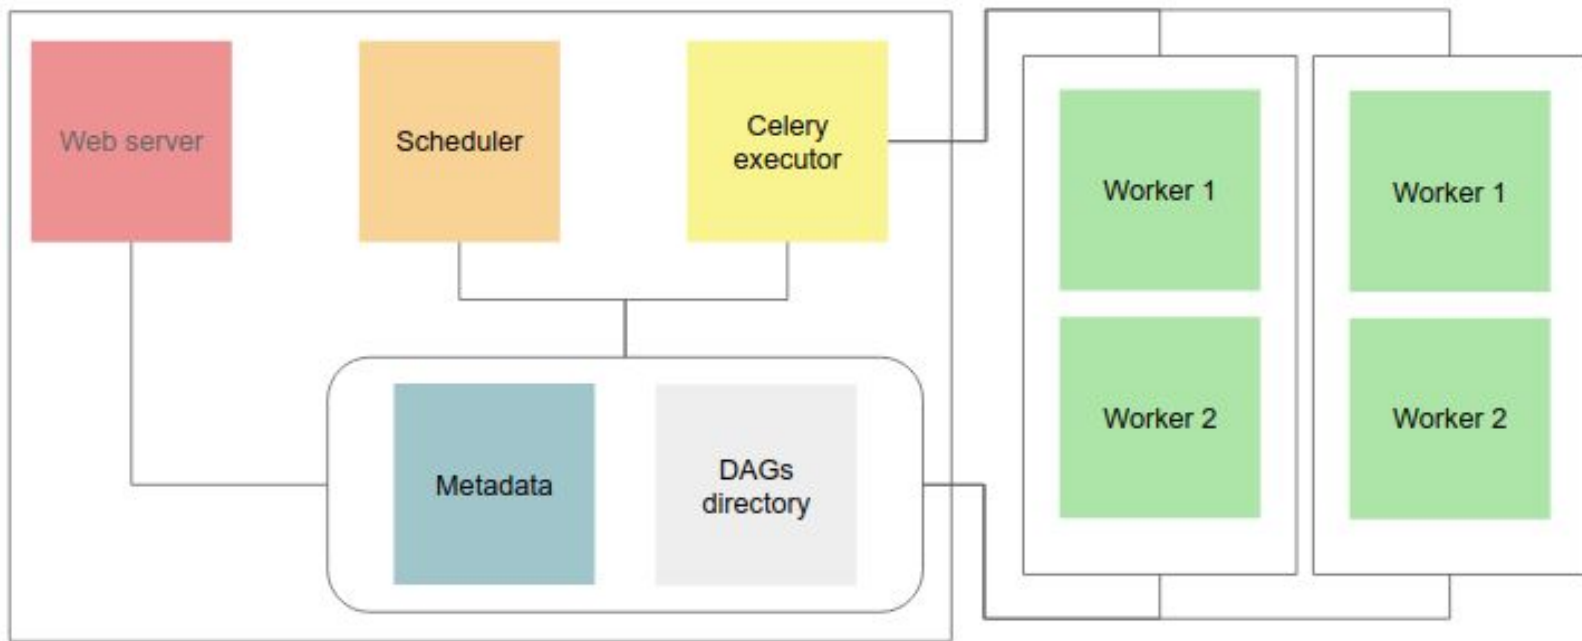 Web server
Scheduler
Celery
executor
Worker 1
Worker 1
Worker 2
Worker 2
Metadata
DAGs
directory